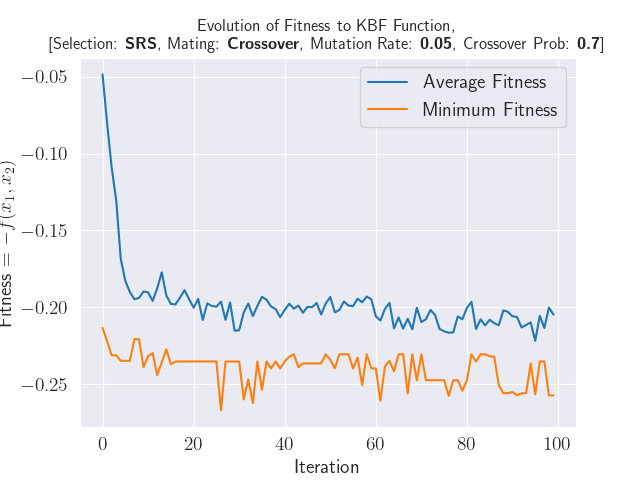 Evolution of Fitness to KBF Function,
[Selection: SRS, Mating: Crossover, Mutation Rate: 0.05, Crossover Prob: 0.7]
Average Fitness
Minimum Fitness
Fitness = −f(x₁, x₂)
−0.05
−0.10
−0.15
−0.20
−0.25
0 20 40 60 80 100
Iteration